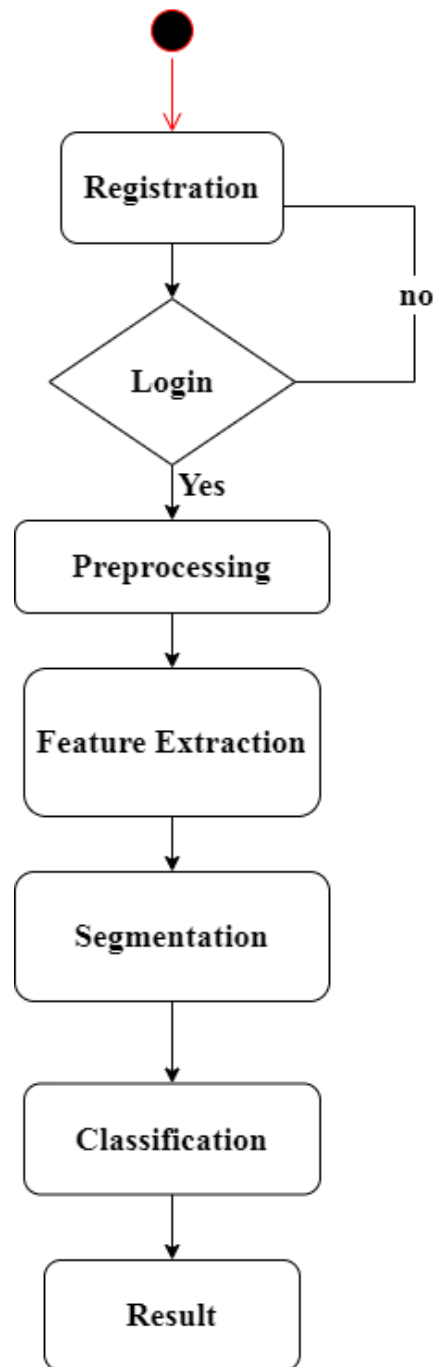 Registration
no
Login
Yes
Preprocessing
Feature Extraction
Segmentation
Classification
Result